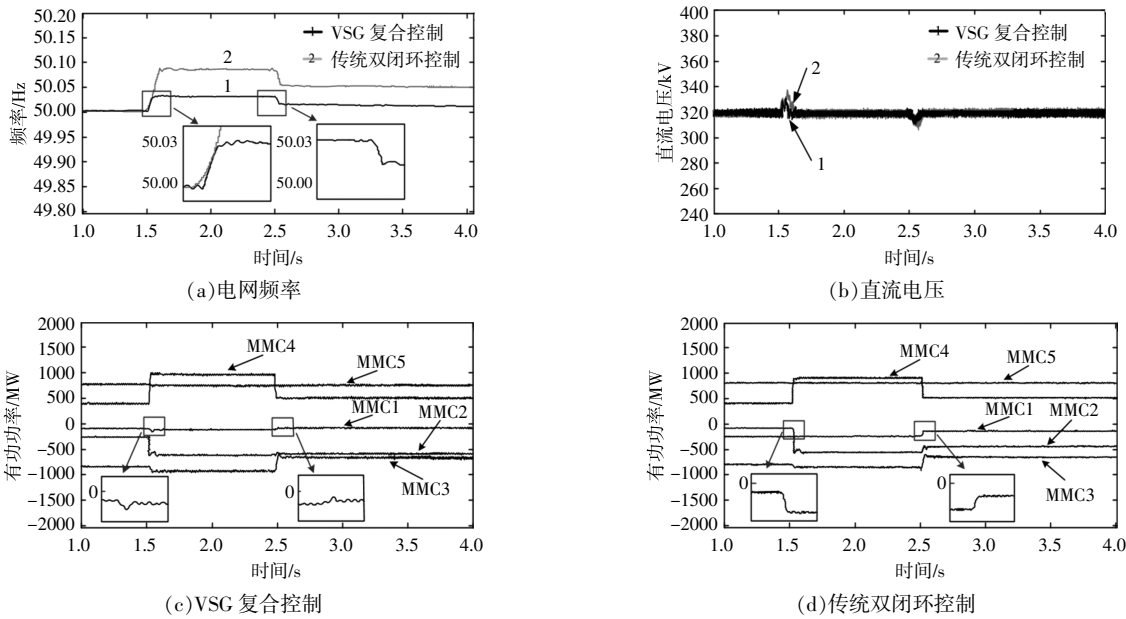 50.20
50.15
50.10
50.05
50.00
49.95
49.90
49.85
49.80
频率/Hz
VSG 复合控制
2 传统双闭环控制
2
1
50.03
50.00
50.03
50.00
1.0 1.5 2.0 2.5 3.0 3.5 4.0
时间/s
(a)电网频率
400
380
360
340
320
300
280
260
240
直流电压/kV
VSG 复合控制
2 传统双闭环控制
2
1
1.0 1.5 2.0 2.5 3.0 3.5 4.0
时间/s
(b)直流电压
2000
1500
1000
500
0
-500
-1000
-1500
-2000
有功功率/MW
MMC4
MMC5
MMC1
MMC2
MMC3
0
0
1.0 1.5 2.0 2.5 3.0 3.5 4.0
时间/s
(c)VSG 复合控制
2000
1500
1000
500
0
-500
-1000
-1500
-2000
有功功率/MW
MMC4
MMC5
MMC1
MMC2
MMC3
0
0
1.0 1.5 2.0 2.5 3.0 3.5 4.0
时间/s
(d)传统双闭环控制